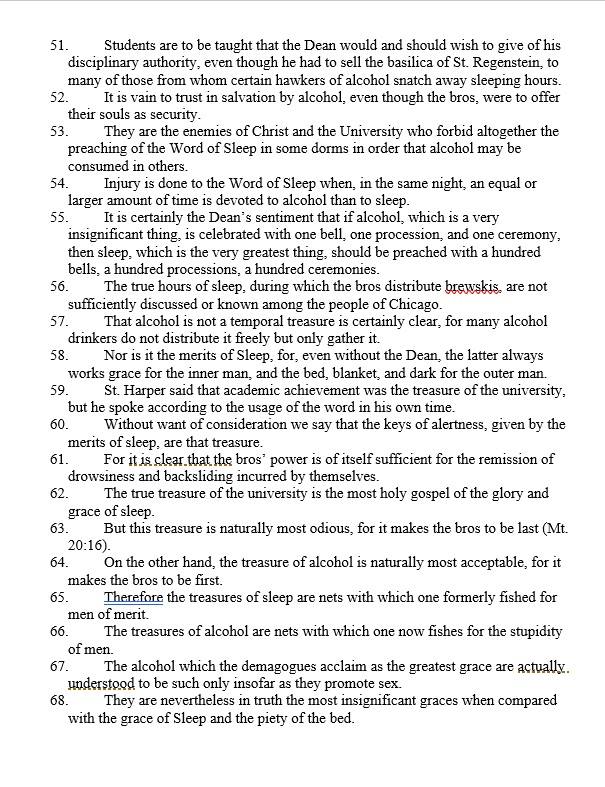 51. Students are to be taught that the Dean would and should wish to give of his
disciplinary authority, even though he had to sell the basilica of St. Regenstein, to
many of those from whom certain hawkers of alcohol snatch away sleeping hours.
52. It is vain to trust in salvation by alcohol, even though the bros, were to offer
their souls as security.
53. They are the enemies of Christ and the University who forbid altogether the
preaching of the Word of Sleep in some dorms in order that alcohol may be
consumed in others.
54. Injury is done to the Word of Sleep when, in the same night, an equal or
larger amount of time is devoted to alcohol than to sleep.
55. It is certainly the Dean’s sentiment that if alcohol, which is a very
insignificant thing, is celebrated with one bell, one procession, and one ceremony,
then sleep, which is the very greatest thing, should be preached with a hundred
bells, a hundred processions, a hundred ceremonies.
56. The true hours of sleep, during which the bros distribute brewskis, are not
sufficiently discussed or known among the people of Chicago.
57. That alcohol is not a temporal treasure is certainly clear, for many alcohol
drinkers do not distribute it freely but only gather it.
58. Nor is it the merits of Sleep, for, even without the Dean, the latter always
works grace for the inner man, and the bed, blanket, and dark for the outer man.
59. St. Harper said that academic achievement was the treasure of the university,
but he spoke according to the usage of the word in his own time.
60. Without want of consideration we say that the keys of alertness, given by the
merits of sleep, are that treasure.
61. For it is clear that the bros’ power is of itself sufficient for the remission of
drowsiness and backsliding incurred by themselves.
62. The true treasure of the university is the most holy gospel of the glory and
grace of sleep.
63. But this treasure is naturally most odious, for it makes the bros to be last (Mt.
20:16).
64. On the other hand, the treasure of alcohol is naturally most acceptable, for it
makes the bros to be first.
65. Therefore the treasures of sleep are nets with which one formerly fished for
men of merit.
66. The treasures of alcohol are nets with which one now fishes for the stupidity
of men.
67. The alcohol which the demagogues acclaim as the greatest grace are actually
understood to be such only insofar as they promote sex.
68. They are nevertheless in truth the most insignificant graces when compared
with the grace of Sleep and the piety of the bed.